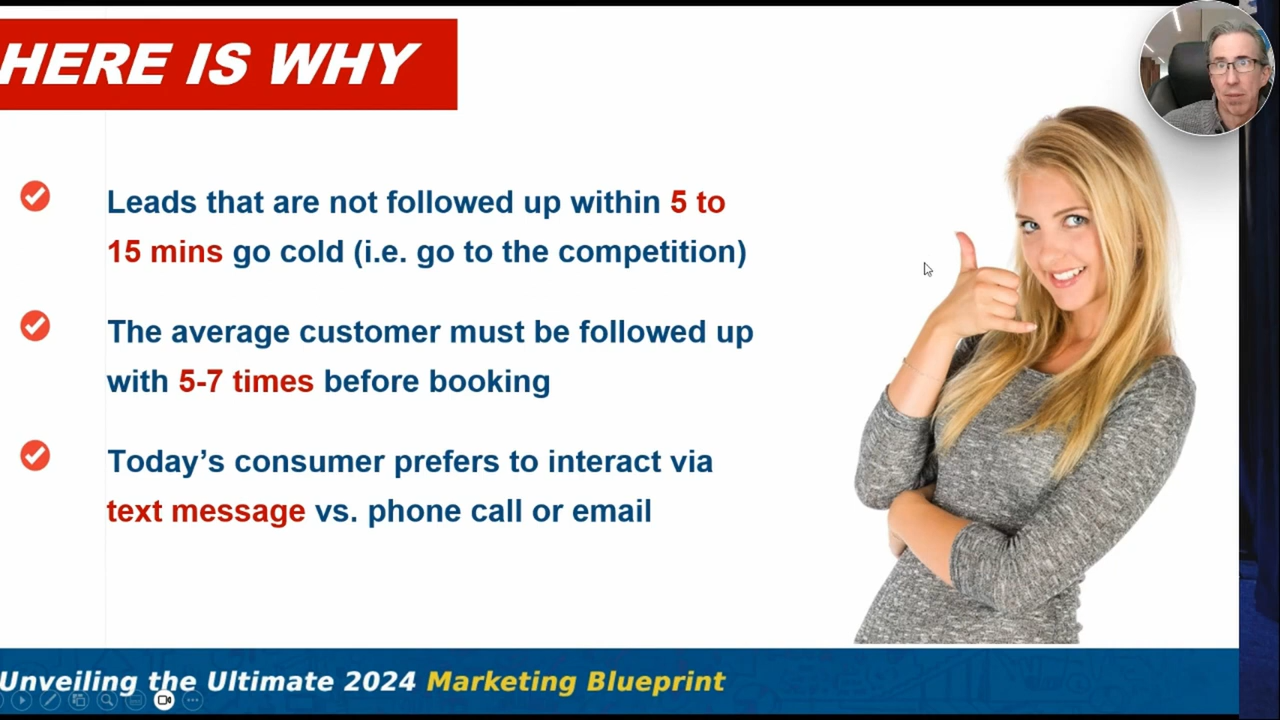 HERE IS WHY
Leads that are not followed up within 5 to
15 mins go cold (i.e. go to the competition)
The average customer must be followed up
with 5-7 times before booking
Today’s consumer prefers to interact via
text message vs. phone call or email
Unveiling the Ultimate 2024 Marketing Blueprint